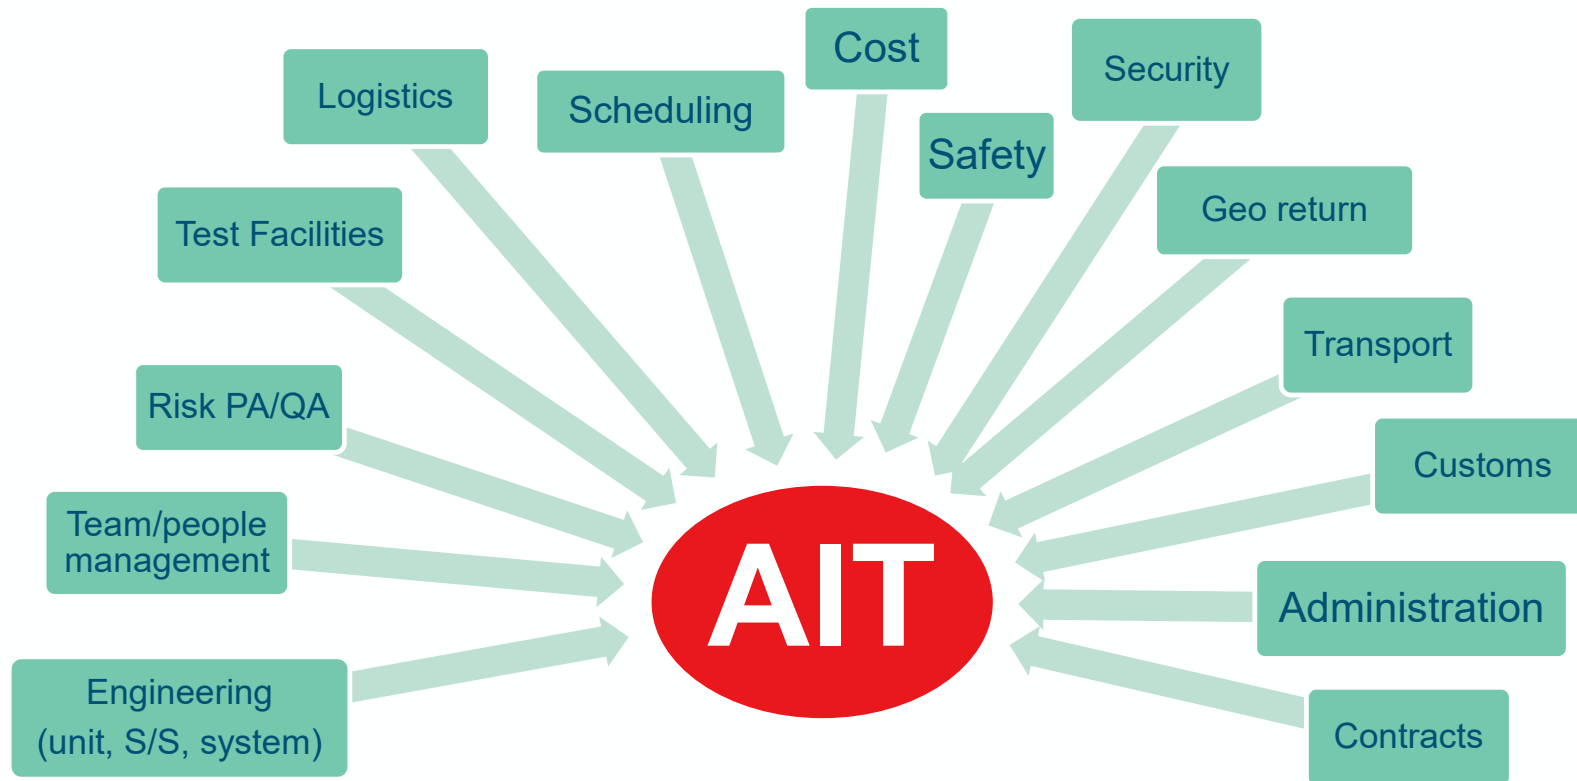 Cost
Security
Logistics
Scheduling
Safety
Geo return
Test Facilities
Transport
Risk PA/QA
Customs
Team/people
management
AIT
Administration
Engineering
(unit, S/S, system)
Contracts